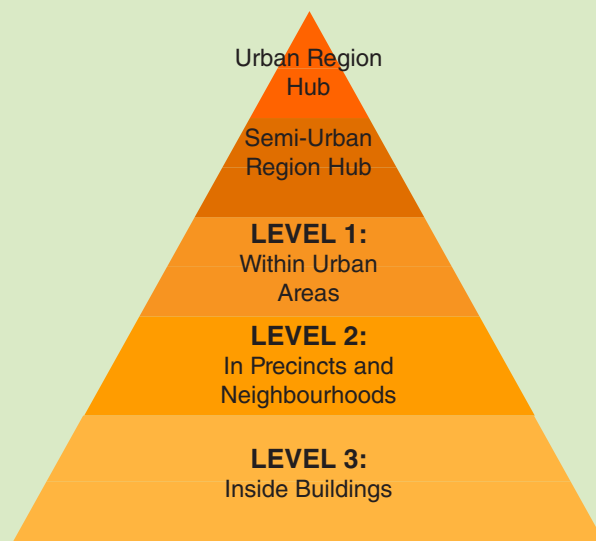 Urban Region
Hub
Semi-Urban
Region Hub
LEVEL 1:
Within Urban
Areas
LEVEL 2:
In Precincts and
Neighbourhoods
LEVEL 3:
Inside Buildings